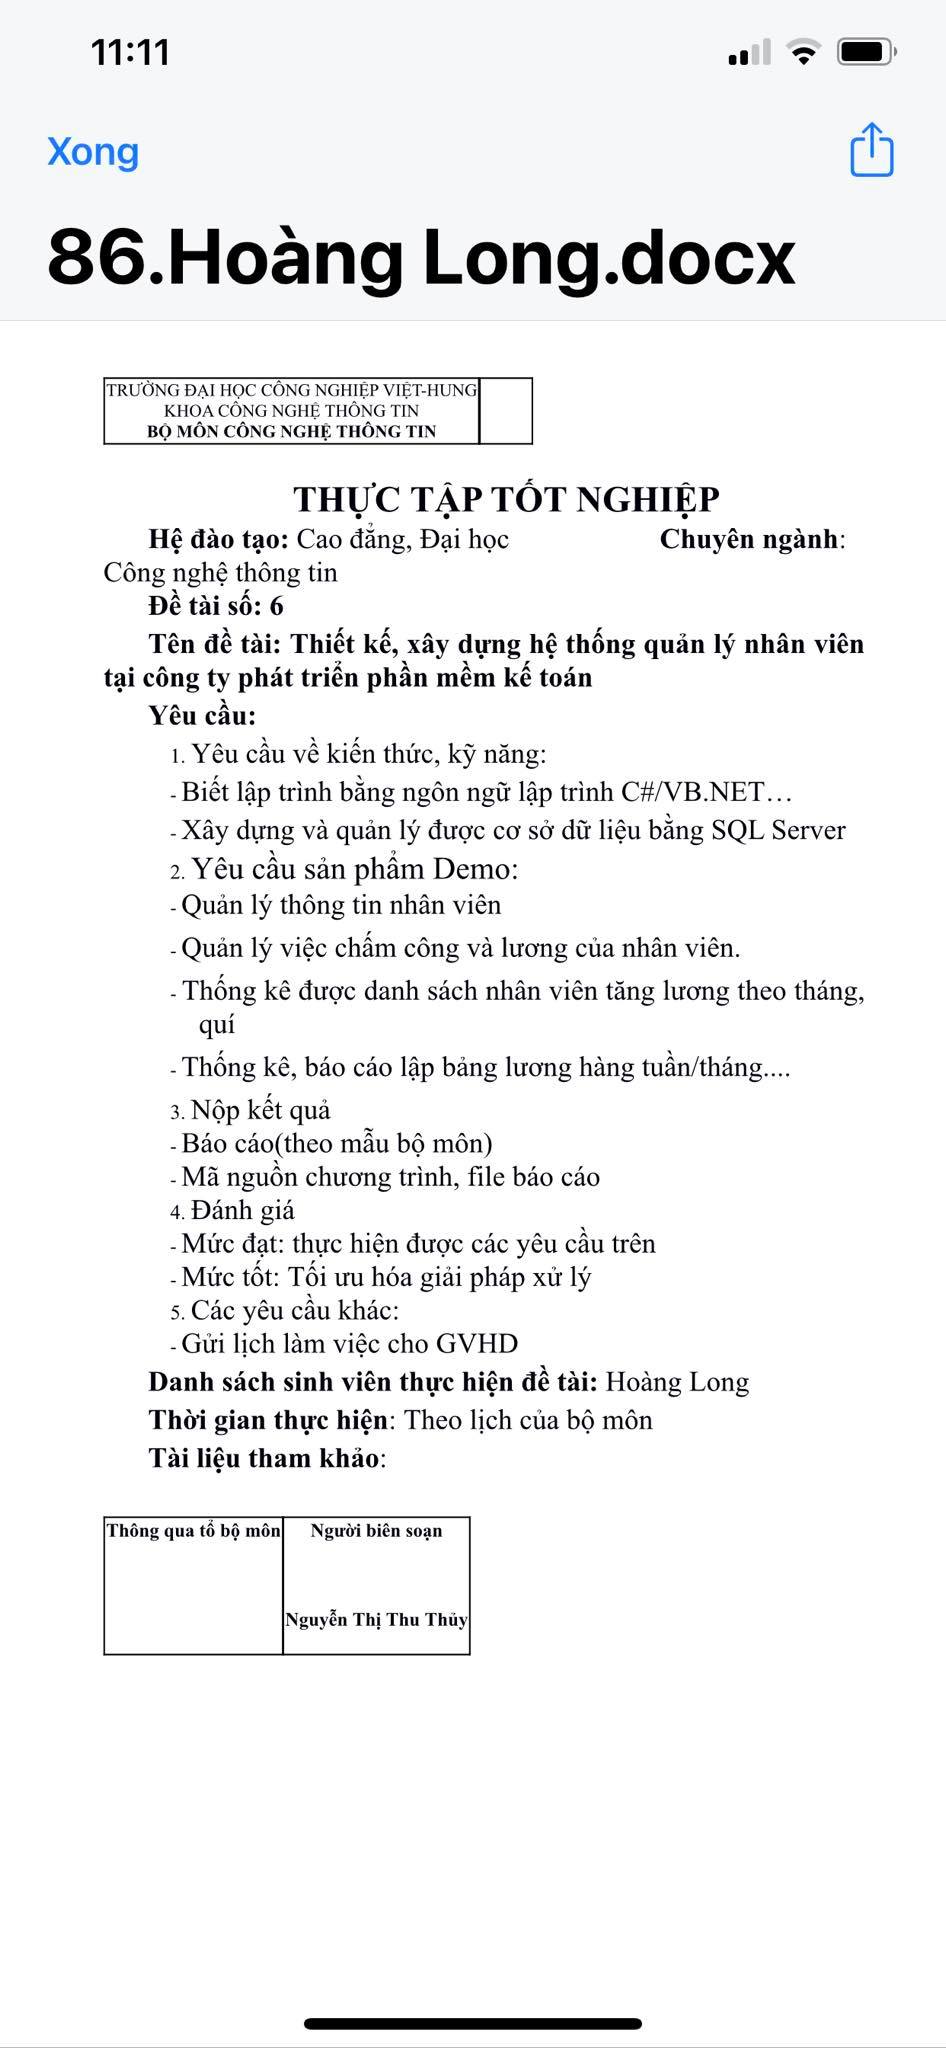 11:11
Xong
86.Hoàng Long.docx
TRƯỜNG ĐẠI HỌC CÔNG NGHIỆP VIỆT-HUNG
KHOA CÔNG NGHỆ THÔNG TIN
BỘ MÔN CÔNG NGHỆ THÔNG TIN
THỰC TẬP TỐT NGHIỆP
Hệ đào tạo: Cao đẳng, Đại học Chuyên ngành:
Công nghệ thông tin
Đề tài số: 6
Tên đề tài: Thiết kế, xây dựng hệ thống quản lý nhân viên
tại công ty phát triển phần mềm kế toán
Yêu cầu:
1. Yêu cầu về kiến thức, kỹ năng:
- Biết lập trình bằng ngôn ngữ lập trình C#/VB.NET…
- Xây dựng và quản lý được cơ sở dữ liệu bằng SQL Server
2. Yêu cầu sản phẩm Demo:
- Quản lý thông tin nhân viên
- Quản lý việc chấm công và lương của nhân viên.
- Thống kê được danh sách nhân viên tăng lương theo tháng,
quí
- Thống kê, báo cáo lập bảng lương hàng tuần/tháng....
3. Nộp kết quả
- Báo cáo(theo mẫu bộ môn)
- Mã nguồn chương trình, file báo cáo
4. Đánh giá
- Mức đạt: thực hiện được các yêu cầu trên
- Mức tốt: Tối ưu hóa giải pháp xử lý
5. Các yêu cầu khác:
- Gửi lịch làm việc cho GVHD
Danh sách sinh viên thực hiện đề tài: Hoàng Long
Thời gian thực hiện: Theo lịch của bộ môn
Tài liệu tham khảo:
Thông qua tổ bộ môn Người biên soạn
Nguyễn Thị Thu Thủy